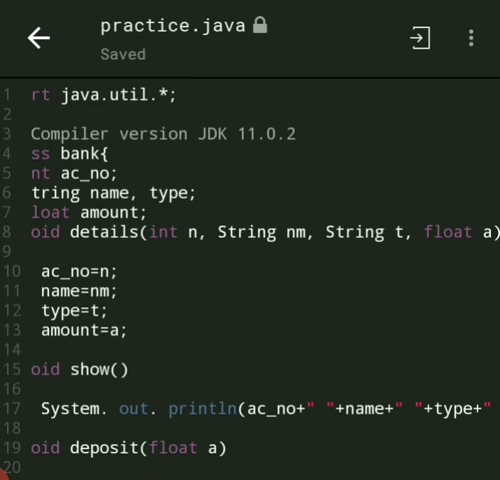 practice.java
Saved
1 rt java.util.*;
2
3 Compiler version JDK 11.0.2
4 ss bank{
5 nt ac_no;
6 tring name, type;
7 loat amount;
8 oid details(int n, String nm, String t, float a)
9
10 ac_no=n;
11 name=nm;
12 type=t;
13 amount=a;
14
15 oid show()
16
17 System. out. println(ac_no+" "+name+" "+type+"
18
19 oid deposit(float a)
20